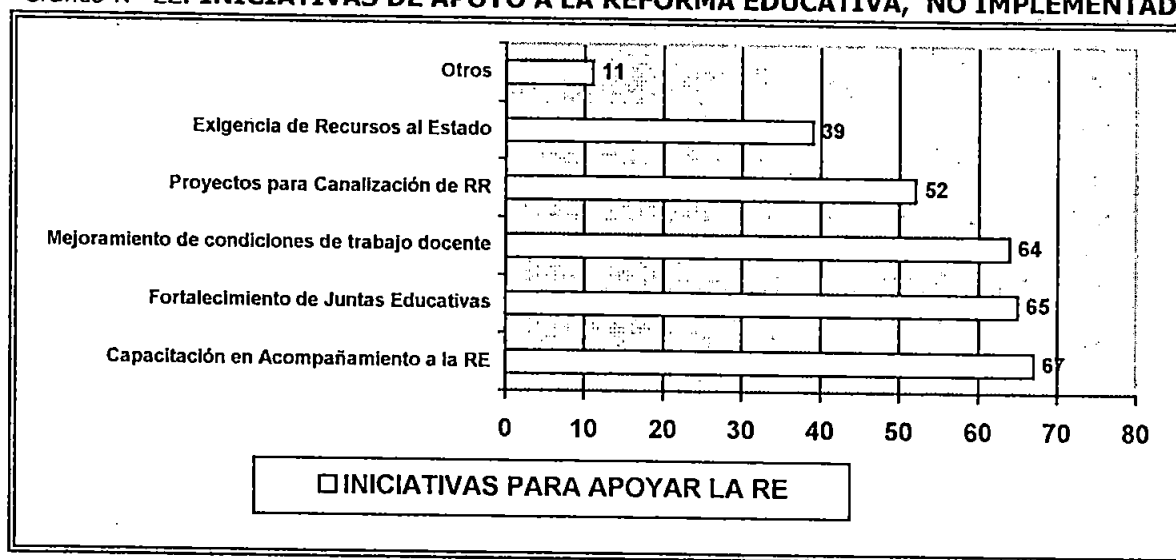 INICIATIVAS DE APOYO A LA REFORMA EDUCATIVA, NO IMPLEMENTAD
Otros 11
Exigencia de Recursos al Estado 39
Proyectos para Canalización de RR 52
Mejoramiento de condiciones de trabajo docente 64
Fortalecimiento de Juntas Educativas 65
Capacitación en Acompañamiento a la RE 67
0 10 20 30 40 50 60 70 80
INICIATIVAS PARA APOYAR LA RE